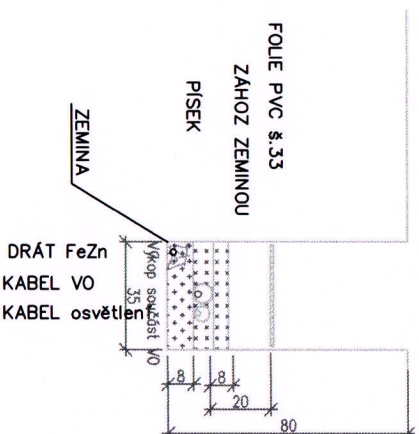 FOLIE PVC š.33
ZÁHOZ ZEMINOU
PÍSEK
ZEMINA
DRÁT FeZn
KABEL VO
KABEL osvětlen
Výkop součást VO
35
8
8
20
80